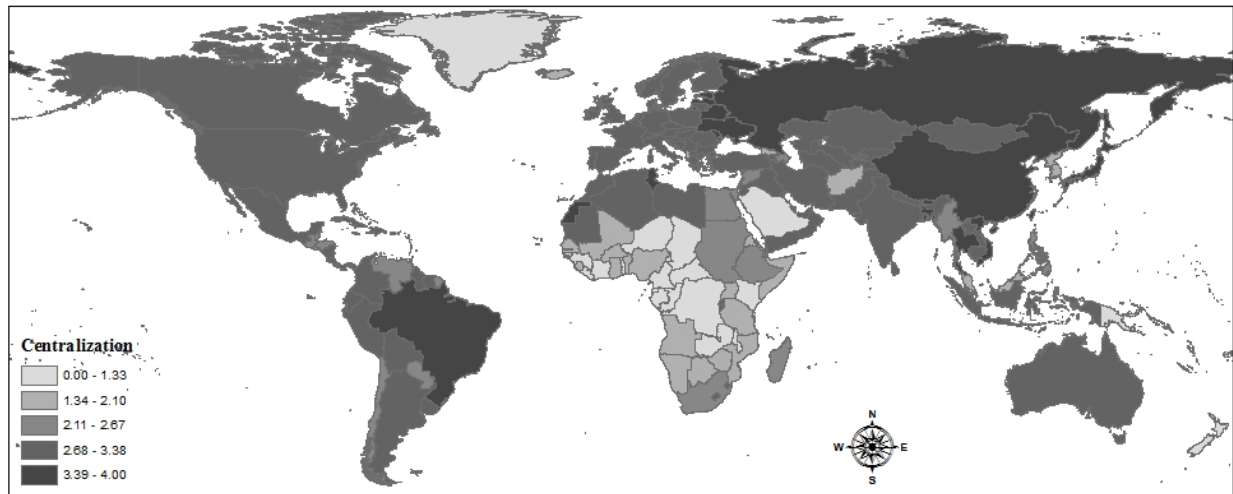 Centralization
0.00 - 1.33
1.34 - 2.10
2.11 - 2.67
2.68 - 3.38
3.39 - 4.00
N
W E
S